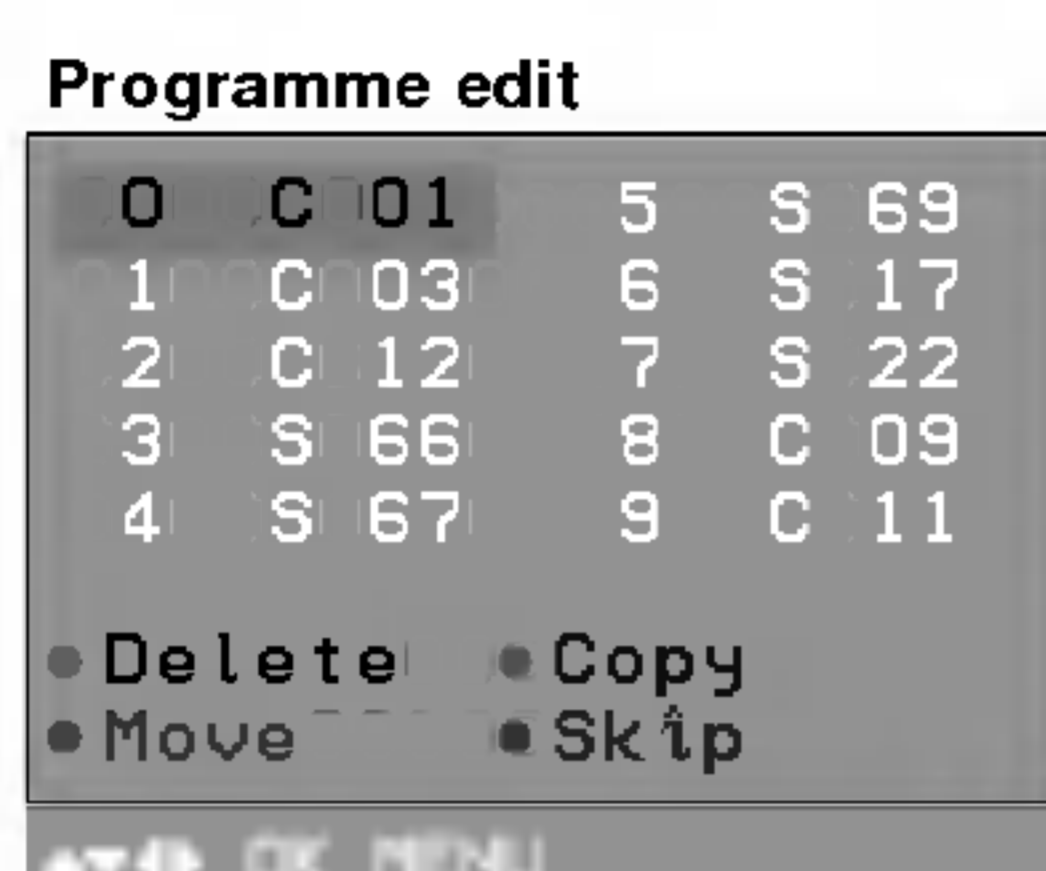 Programme edit
0 C 01 5 S 69
1 C 03 6 S 17
2 C 12 7 S 22
3 S 66 8 C 09
4 S 67 9 C 11
Delete Copy
Move Skip
OK MENU